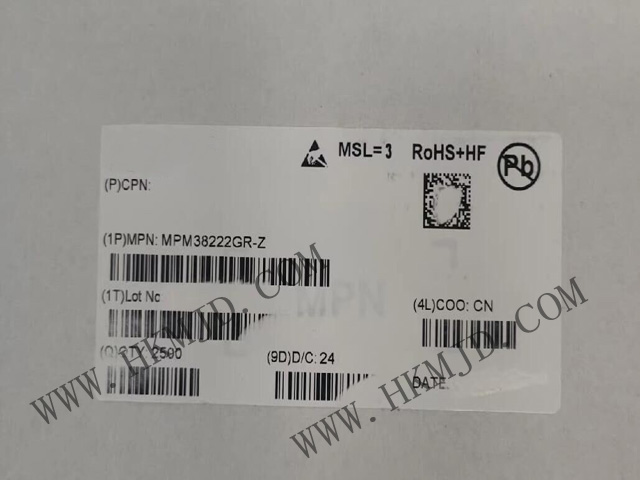 MSL=3 RoHS+HF Pb
(P)CPN:
(1P)MPN: MPM38222GR-Z
(1T)Lot No
(4L)COO: CN
(Q)QTY: 2500
(9D)D/C: 24
DATE:
WWW.HKMJD.COM
WWW.HKMJD.COM